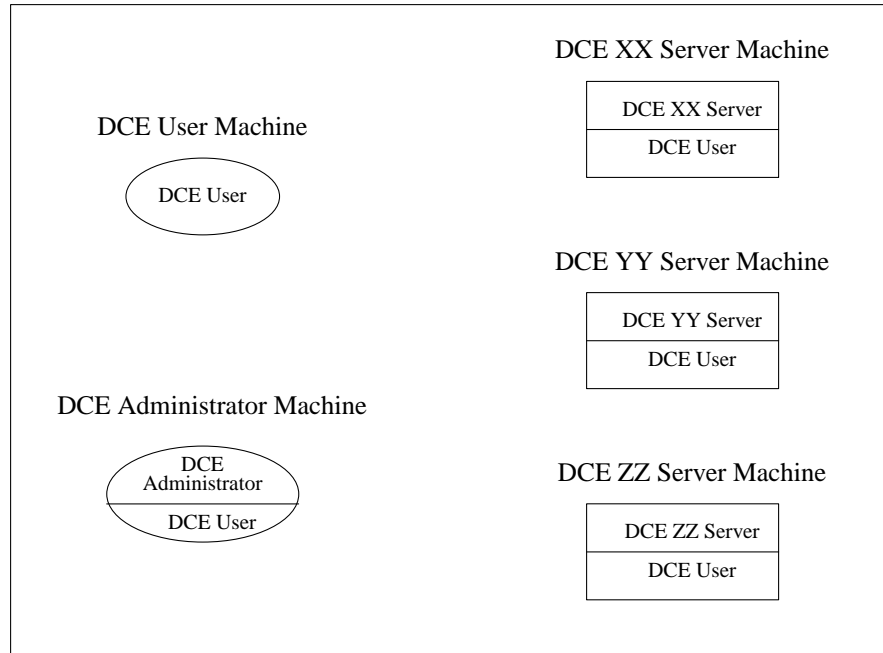 DCE User Machine
DCE User
DCE Administrator Machine
DCE
Administrator
DCE User
DCE XX Server Machine
DCE XX Server
DCE User
DCE YY Server Machine
DCE YY Server
DCE User
DCE ZZ Server Machine
DCE ZZ Server
DCE User